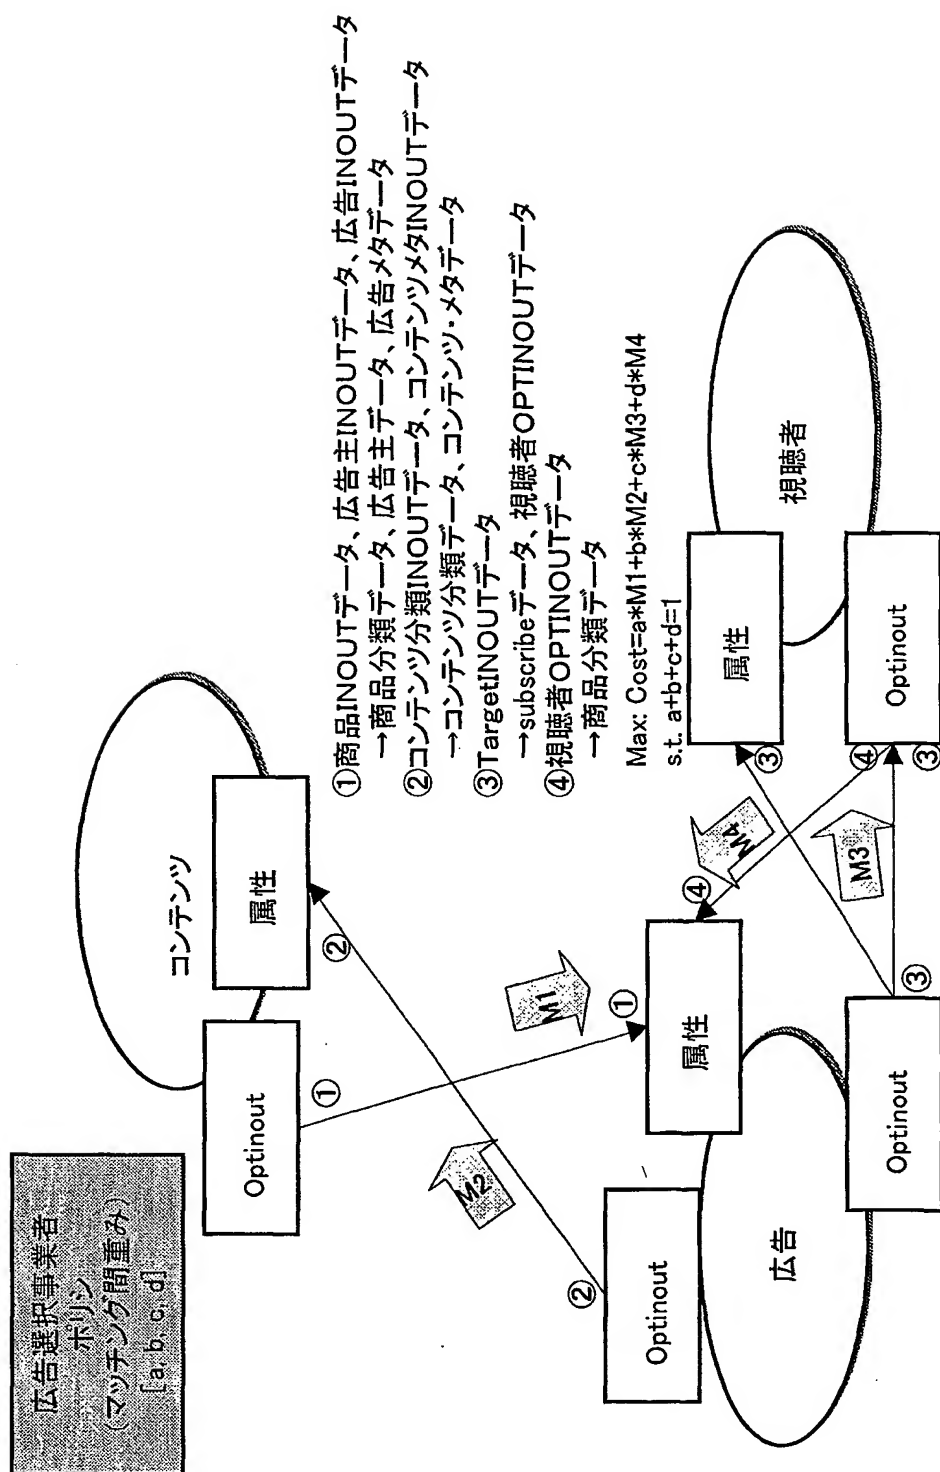 広告選択事業者
ポリシ
(マッチング間重み)
[a, b, c, d]
コンテンツ
Optinout
属性
①
②
M1
M2
①商品INOUTデータ、広告主INOUTデータ、広告INOUTデータ
→商品分類データ、広告主データ、広告メタデータ
②コンテンツ分類INOUTデータ、コンテンツメタINOUTデータ
→コンテンツ分類データ、コンテンツ・メタデータ
③TargetINOUTデータ
→subscribeデータ、視聴者OPTINOUTデータ
④視聴者OPTINOUTデータ
→商品分類データ
Max: Cost=a*M1+b*M2+c*M3+d*M4
s.t. a+b+c+d=1
②
①
④
M4
③
Optinout
属性
属性
視聴者
広告
M3
④
③
③
Optinout
Optinout